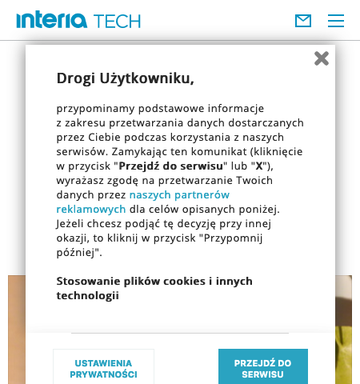 interia TECH
Drogi Użytkowniku,
przypominamy podstawowe informacje
z zakresu przetwarzania danych dostarczanych
przez Ciebie podczas korzystania z naszych
serwisów. Zamykając ten komunikat (kliknięcie
w przycisk "Przejdź do serwisu" lub "X"),
wyrażasz zgodę na przetwarzanie Twoich
danych przez naszych partnerów
reklamowych dla celów opisanych poniżej.
Jeżeli chcesz podjąć tę decyzję przy innej
okazji, to kliknij w przycisk "Przypomnij
później".
Stosowanie plików cookies i innych
technologii
USTAWIENIA
PRYWATNOŚCI
PRZEJDŹ DO
SERWISU